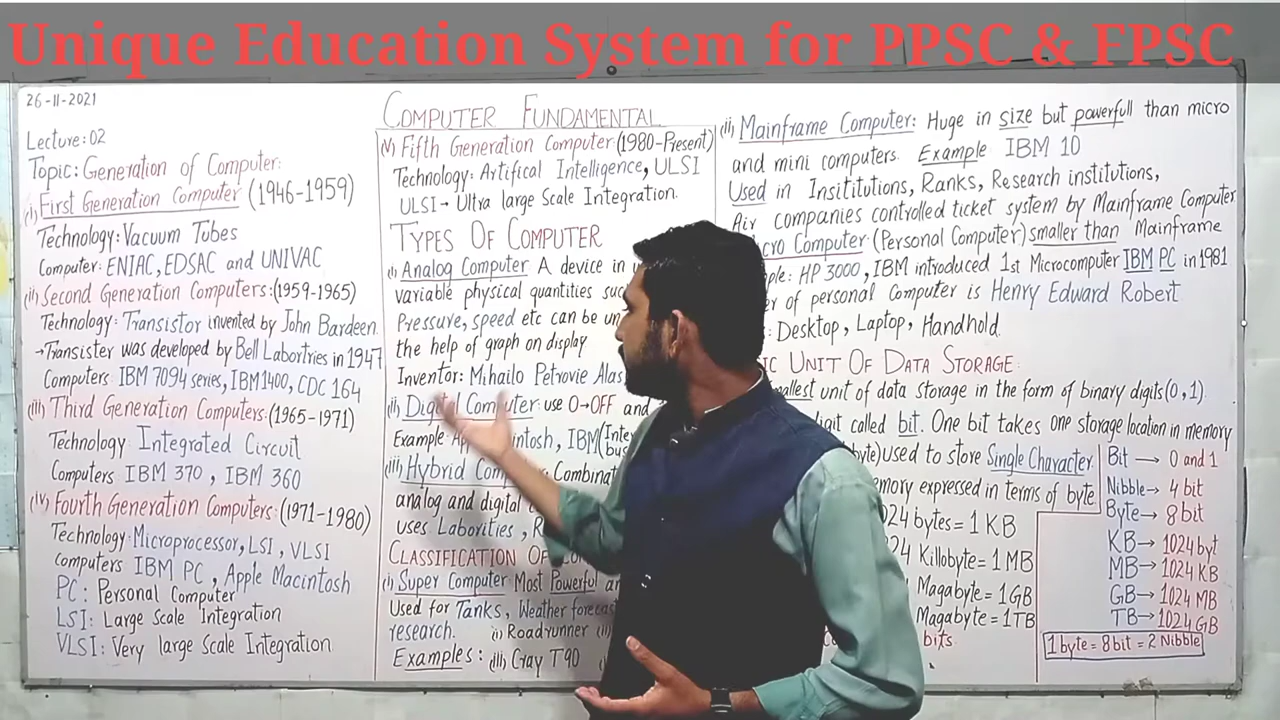 Unique Education System for PPSC & FPSC
26-11-2021
COMPUTER FUNDAMENTAL
Lecture: 02
Topic: Generation of Computer:
(i) First Generation Computer (1946-1959)
Technology: Vacuum Tubes
Computer: ENIAC, EDSAC and UNIVAC
(ii) Second Generation Computers: (1959-1965)
Technology: Transistor invented by John Bardeen
→Transister was developed by Bell Labortries in 1947
Computers IBM 7094 series, IBM1400, CDC 164
(iii) Third Generation Computers: (1965-1971)
Technology Integrated Circuit
Computers IBM 370, IBM 360
(iv) Fourth Generation Computers: (1971-1980)
Technology: Microprocessor, LSI, VLSI
Computers IBM PC, Apple Macintosh
PC: Personal Computer
LSI: Large Scale Integration
VLSI: Very large Scale Integration
(v) Fifth Generation Computer: (1980-Present)
Technology: Artifical Intelligence, ULSI
ULSI → Ultra large Scale Integration.
TYPES OF COMPUTER
(i) Analog Computer A device in
variable physical quantities
Pressure, speed etc can be
the help of graph on display
Inventor: Mihailo Petrovie
(ii) Digital Computer: use 0→OFF and
Example IBM
(iii) Hybrid
analog and digital
uses Laborities,
CLASSIFICATION OF
(i) Super Computer Most Powerful
Used for Tanks, Weather
research. i) Roadrunner (ii)
Examples: (iii) Cray T90
(ii) Mainframe Computer: Huge in size but powerfull than micro
and mini computers. Example IBM 10
Used in Insititutions, Ranks, Research institutions,
Air companies controlled ticket system by Mainframe Computer
Computer (Personal Computer) smaller than Mainframe
HP 3000, IBM introduced 1st Microcomputer IBM PC in 1981
of personal Computer is Henry Edward Robert
Desktop, Laptop, Handhold.
UNIT OF DATA STORAGE:
unit of data storage in the form of binary digits (0,1).
called bit. One bit takes one storage location in memory
used to store Single Character.
expressed in terms of byte
bytes = 1 KB
Killobyte = 1 MB
Magabyte = 1GB
Magabyte = 1TB
bits.
Bit → 0 and 1
Nibble → 4 bit
Byte → 8 bit
KB → 1024 byt
MB → 1024 KB
GB → 1024 MB
TB → 1024 GB
1 byte = 8 bit = 2 Nibble